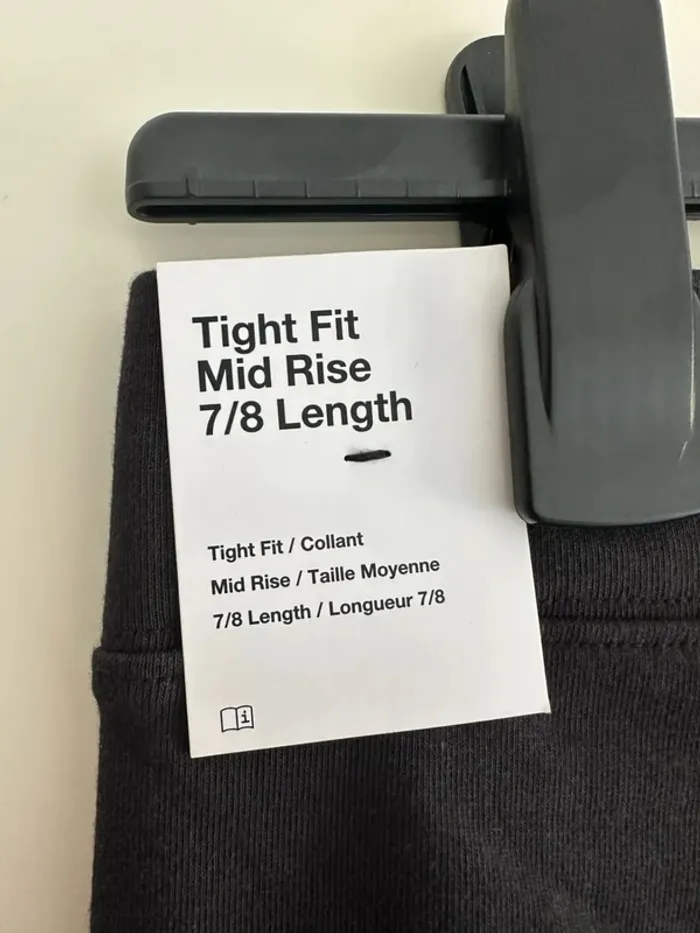 Tight Fit
Mid Rise
7/8 Length
Tight Fit / Collant
Mid Rise / Taille Moyenne
7/8 Length / Longueur 7/8
i